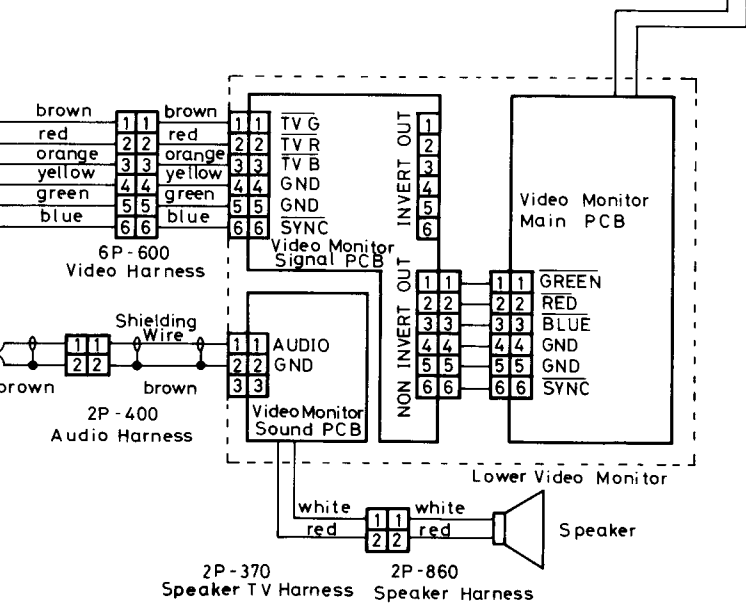 brown brown
red red
orange orange
yellow yellow
green green
blue blue
1 1
2 2
3 3
4 4
5 5
6 6
6P-600
Video Harness
1 1 TV G
2 2 TV R
3 3 TV B
4 4 GND
5 5 GND
6 6 SYNC
Video Monitor
Signal PCB
INVERT OUT
1
2
3
4
5
6
NON INVERT OUT
1 1
2 2
3 3
4 4
5 5
6 6
Video Monitor
Main PCB
1 1 GREEN
2 2 RED
3 3 BLUE
4 4 GND
5 5 GND
6 6 SYNC
Shielding
Wire
1 1
2 2
brown brown
2P-400
Audio Harness
1 1 AUDIO
2 2 GND
3 3
Video Monitor
Sound PCB
Lower Video Monitor
white white
red red
1 1
2 2
Speaker
2P-370
Speaker TV Harness
2P-860
Speaker Harness